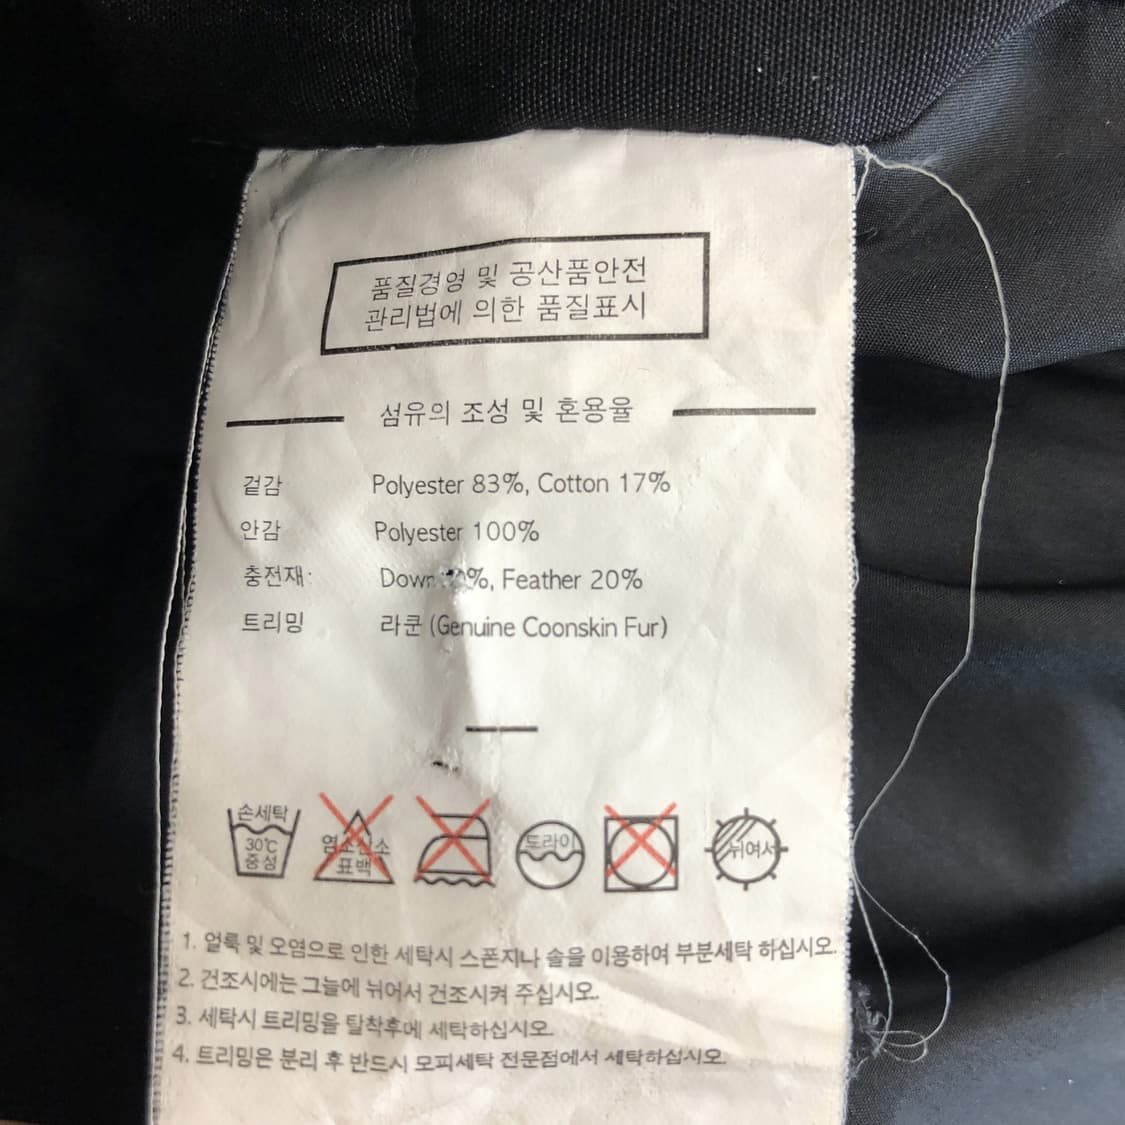 품질경영 및 공산품안전
관리법에 의한 품질표시
섬유의 조성 및 혼용율
겉감 Polyester 83%, Cotton 17%
안감 Polyester 100%
충전재: Down %, Feather 20%
트리밍 라쿤 (Genuine Coonskin Fur)
손세탁
30℃
중성
염소산소
표백
드라이
뉘여서
1. 얼룩 및 오염으로 인한 세탁시 스폰지나 솔을 이용하여 부분세탁 하십시오.
2. 건조시에는 그늘에 뉘어서 건조시켜 주십시오.
3. 세탁시 트리밍을 탈착후에 세탁하십시오.
4. 트리밍은 분리 후 반드시 모피세탁 전문점에서 세탁하십시오.